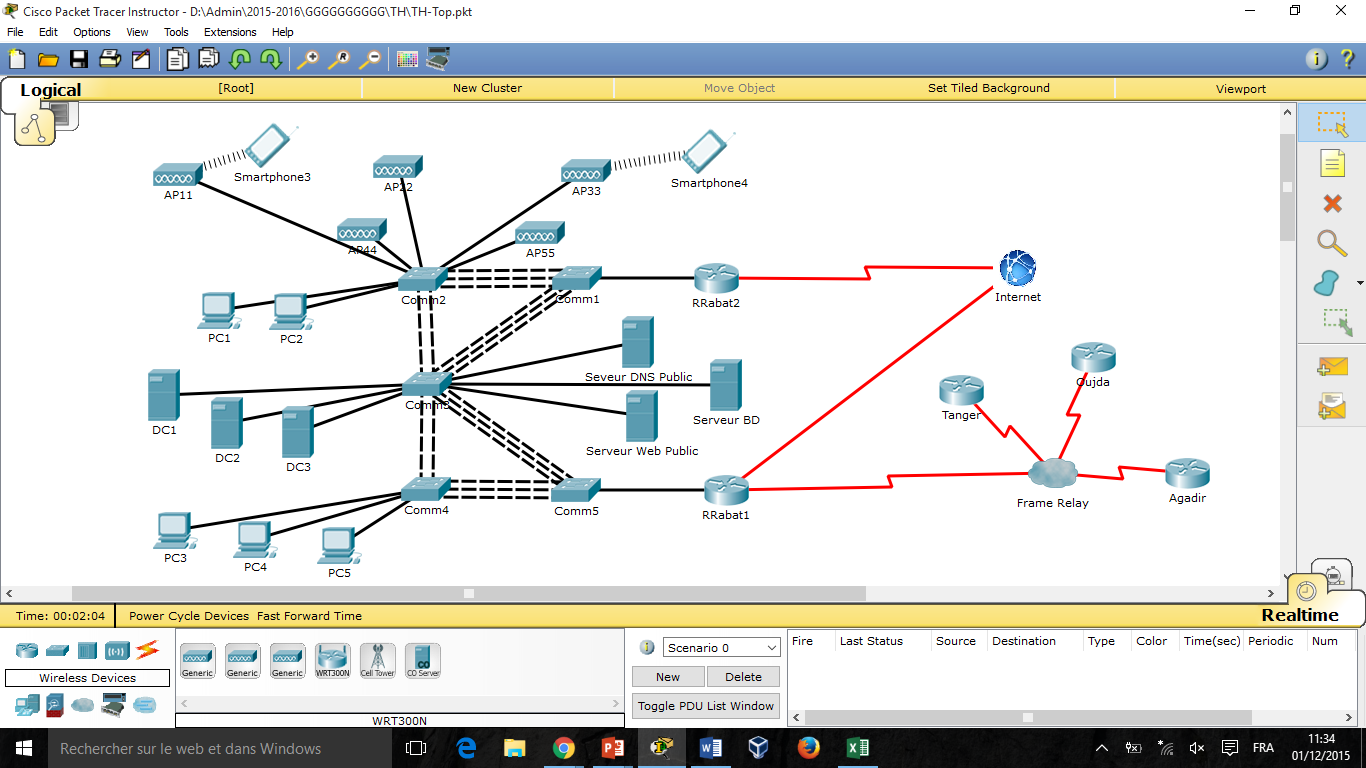 Cisco Packet Tracer Instructor - D:\Admin\2015-2016\GGGGGGGGGG\TH\TH-Top.pkt
File Edit Options View Tools Extensions Help
Logical [Root] New Cluster Move Object Set Tiled Background Viewport
Smartphone3
AP11
AP22
AP33
Smartphone4
AP44
AP55
Comm2
Comm1
RRabat2
Internet
PC1
PC2
Seveur DNS Public
Oujda
Comm3
Tanger
Serveur BD
DC1
DC2
DC3
Serveur Web Public
Comm4
Comm5
RRabat1
Frame Relay
Agadir
PC3
PC4
PC5
Time: 00:02:04 Power Cycle Devices Fast Forward Time Realtime
Scenario 0
Fire Last Status Source Destination Type Color Time(sec) Periodic Num
Generic Generic Generic WRT300N Cell Tower CO Server
CO
Wireless Devices
New Delete
Toggle PDU List Window
WRT300N
Rechercher sur le web et dans Windows
FRA
11:34
01/12/2015